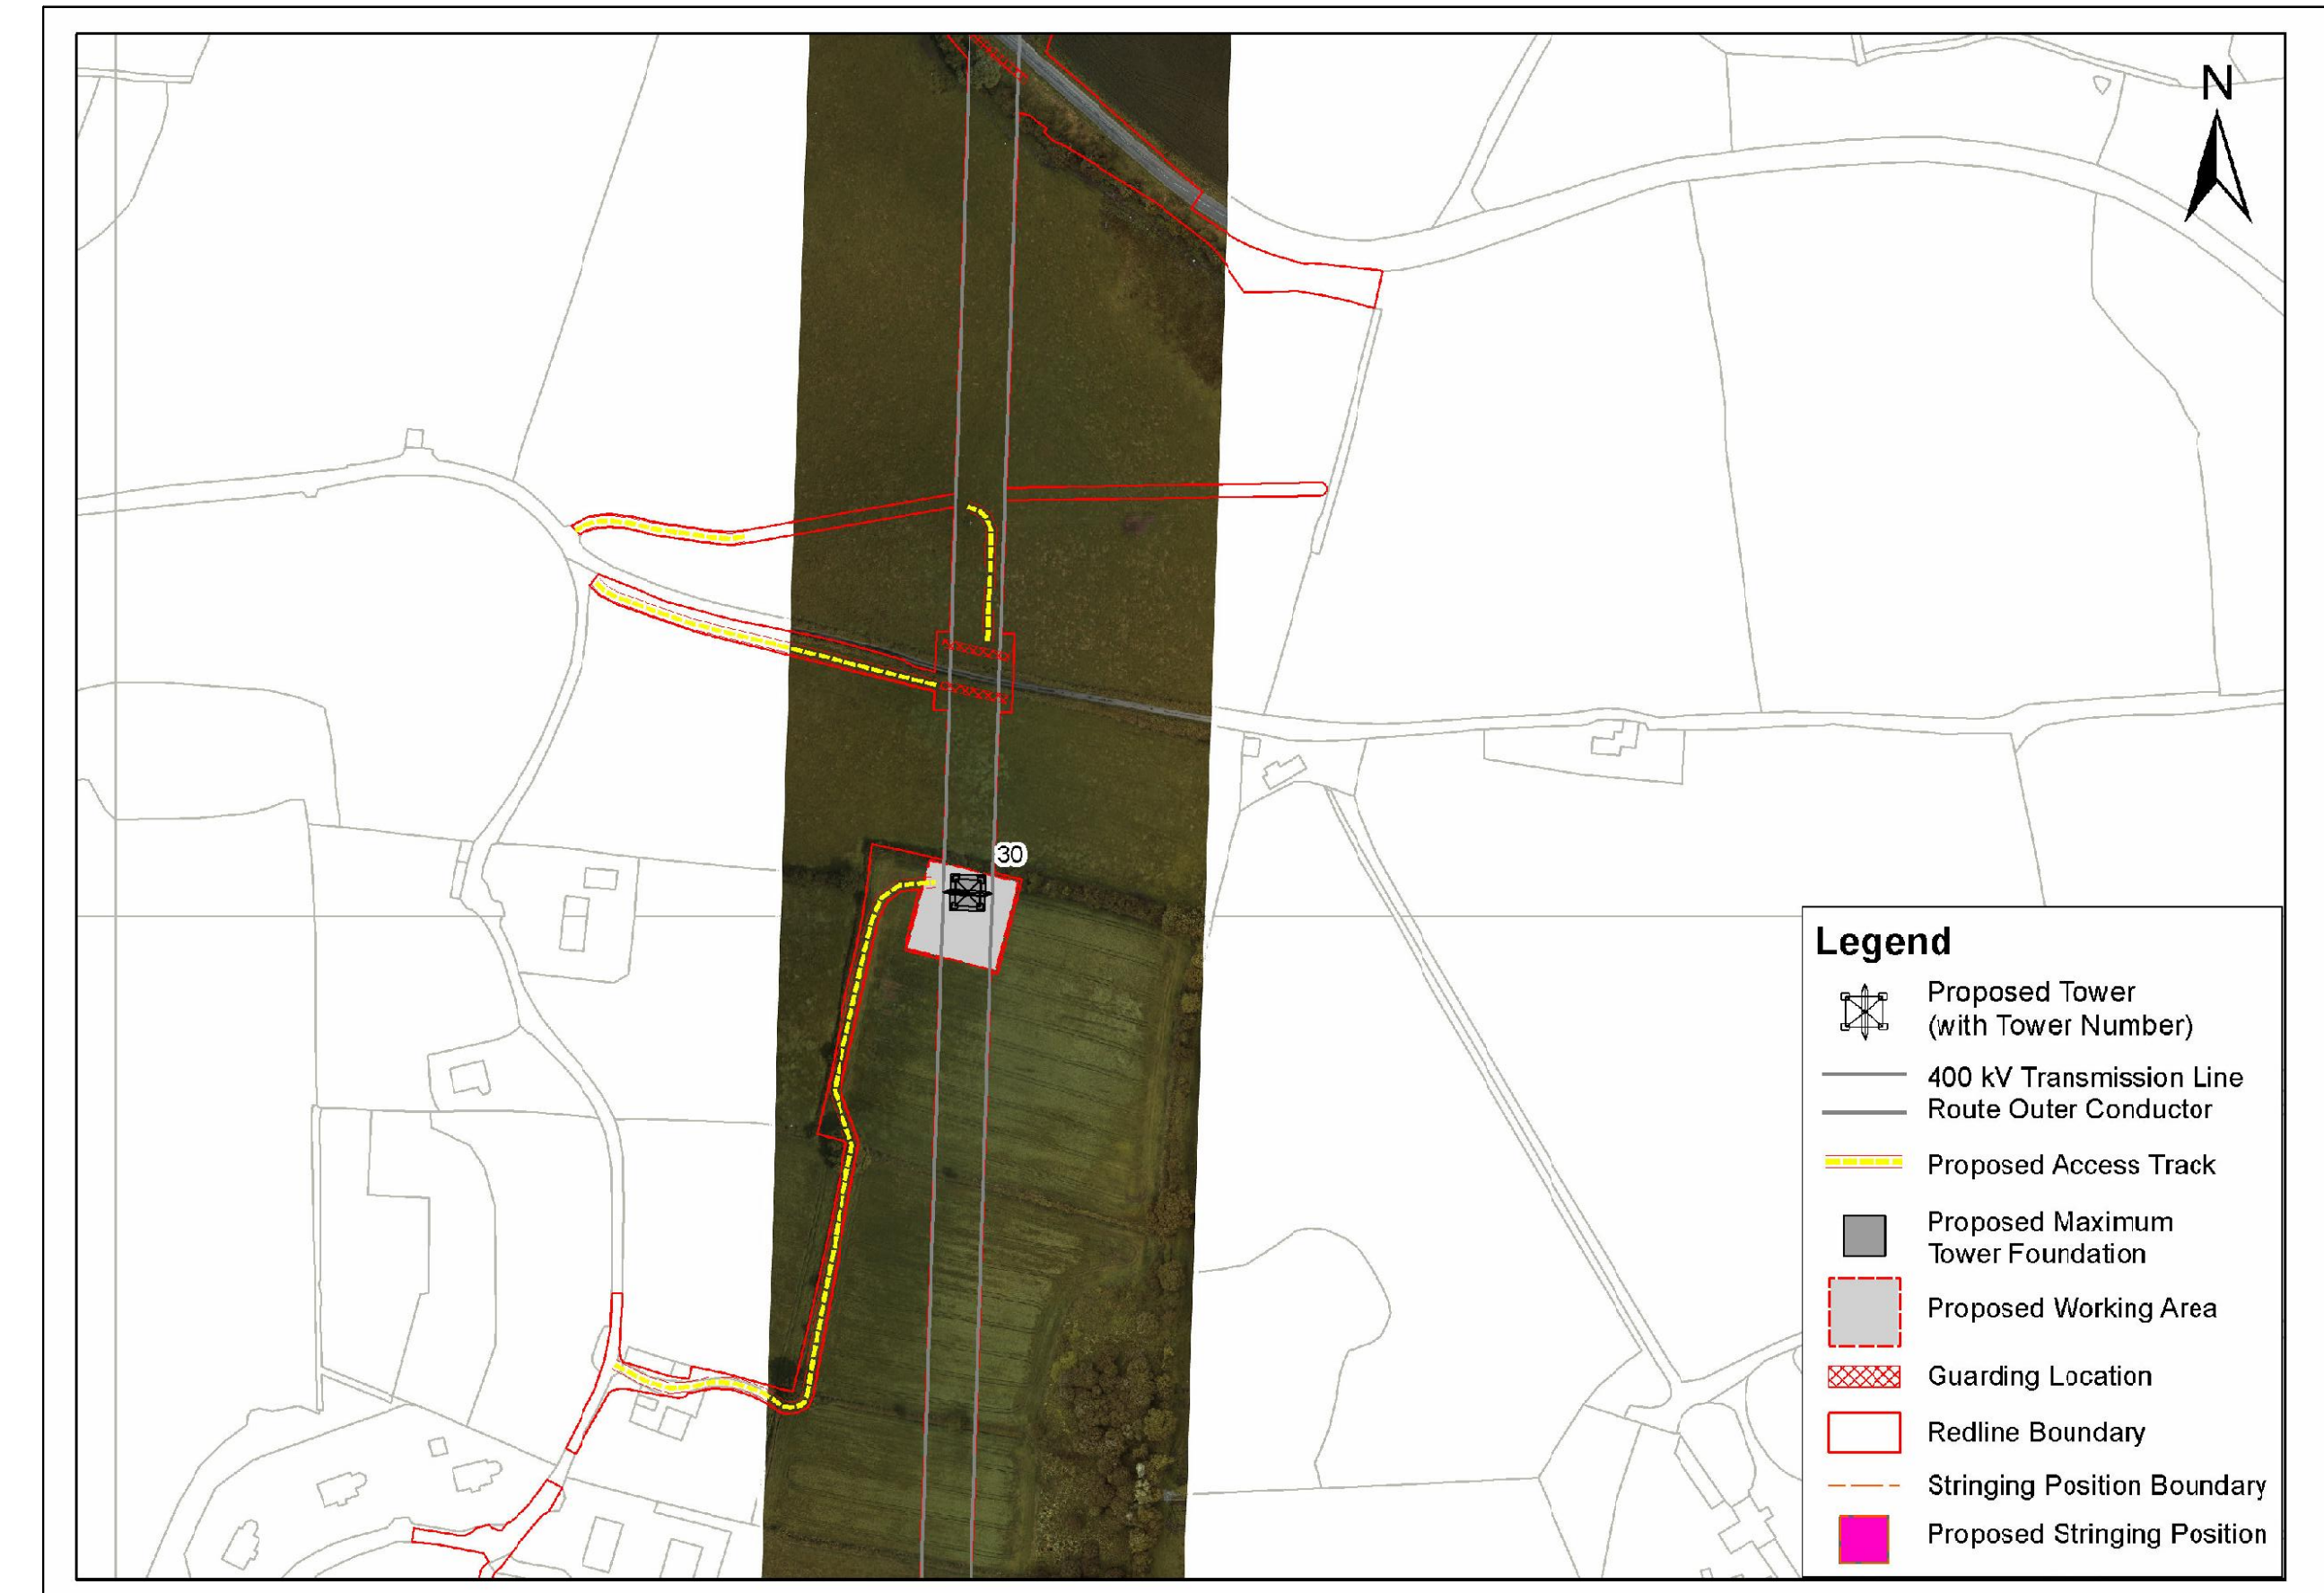 N
30
Legend
Proposed Tower
(with Tower Number)
400 kV Transmission Line
Route Outer Conductor
Proposed Access Track
Proposed Maximum
Tower Foundation
Proposed Working Area
Guarding Location
Redline Boundary
Stringing Position Boundary
Proposed Stringing Position